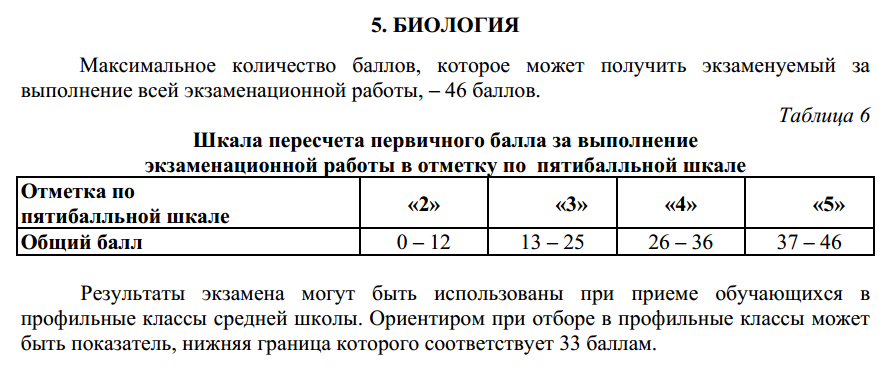 5. БИОЛОГИЯ
Максимальное количество баллов, которое может получить экзаменуемый за
выполнение всей экзаменационной работы, – 46 баллов.
Таблица 6
Шкала пересчета первичного балла за выполнение
экзаменационной работы в отметку по пятибалльной шкале
Отметка по
пятибалльной шкале «2» «3» «4» «5»
Общий балл 0 – 12 13 – 25 26 – 36 37 – 46
Результаты экзамена могут быть использованы при приеме обучающихся в
профильные классы средней школы. Ориентиром при отборе в профильные классы может
быть показатель, нижняя граница которого соответствует 33 баллам.